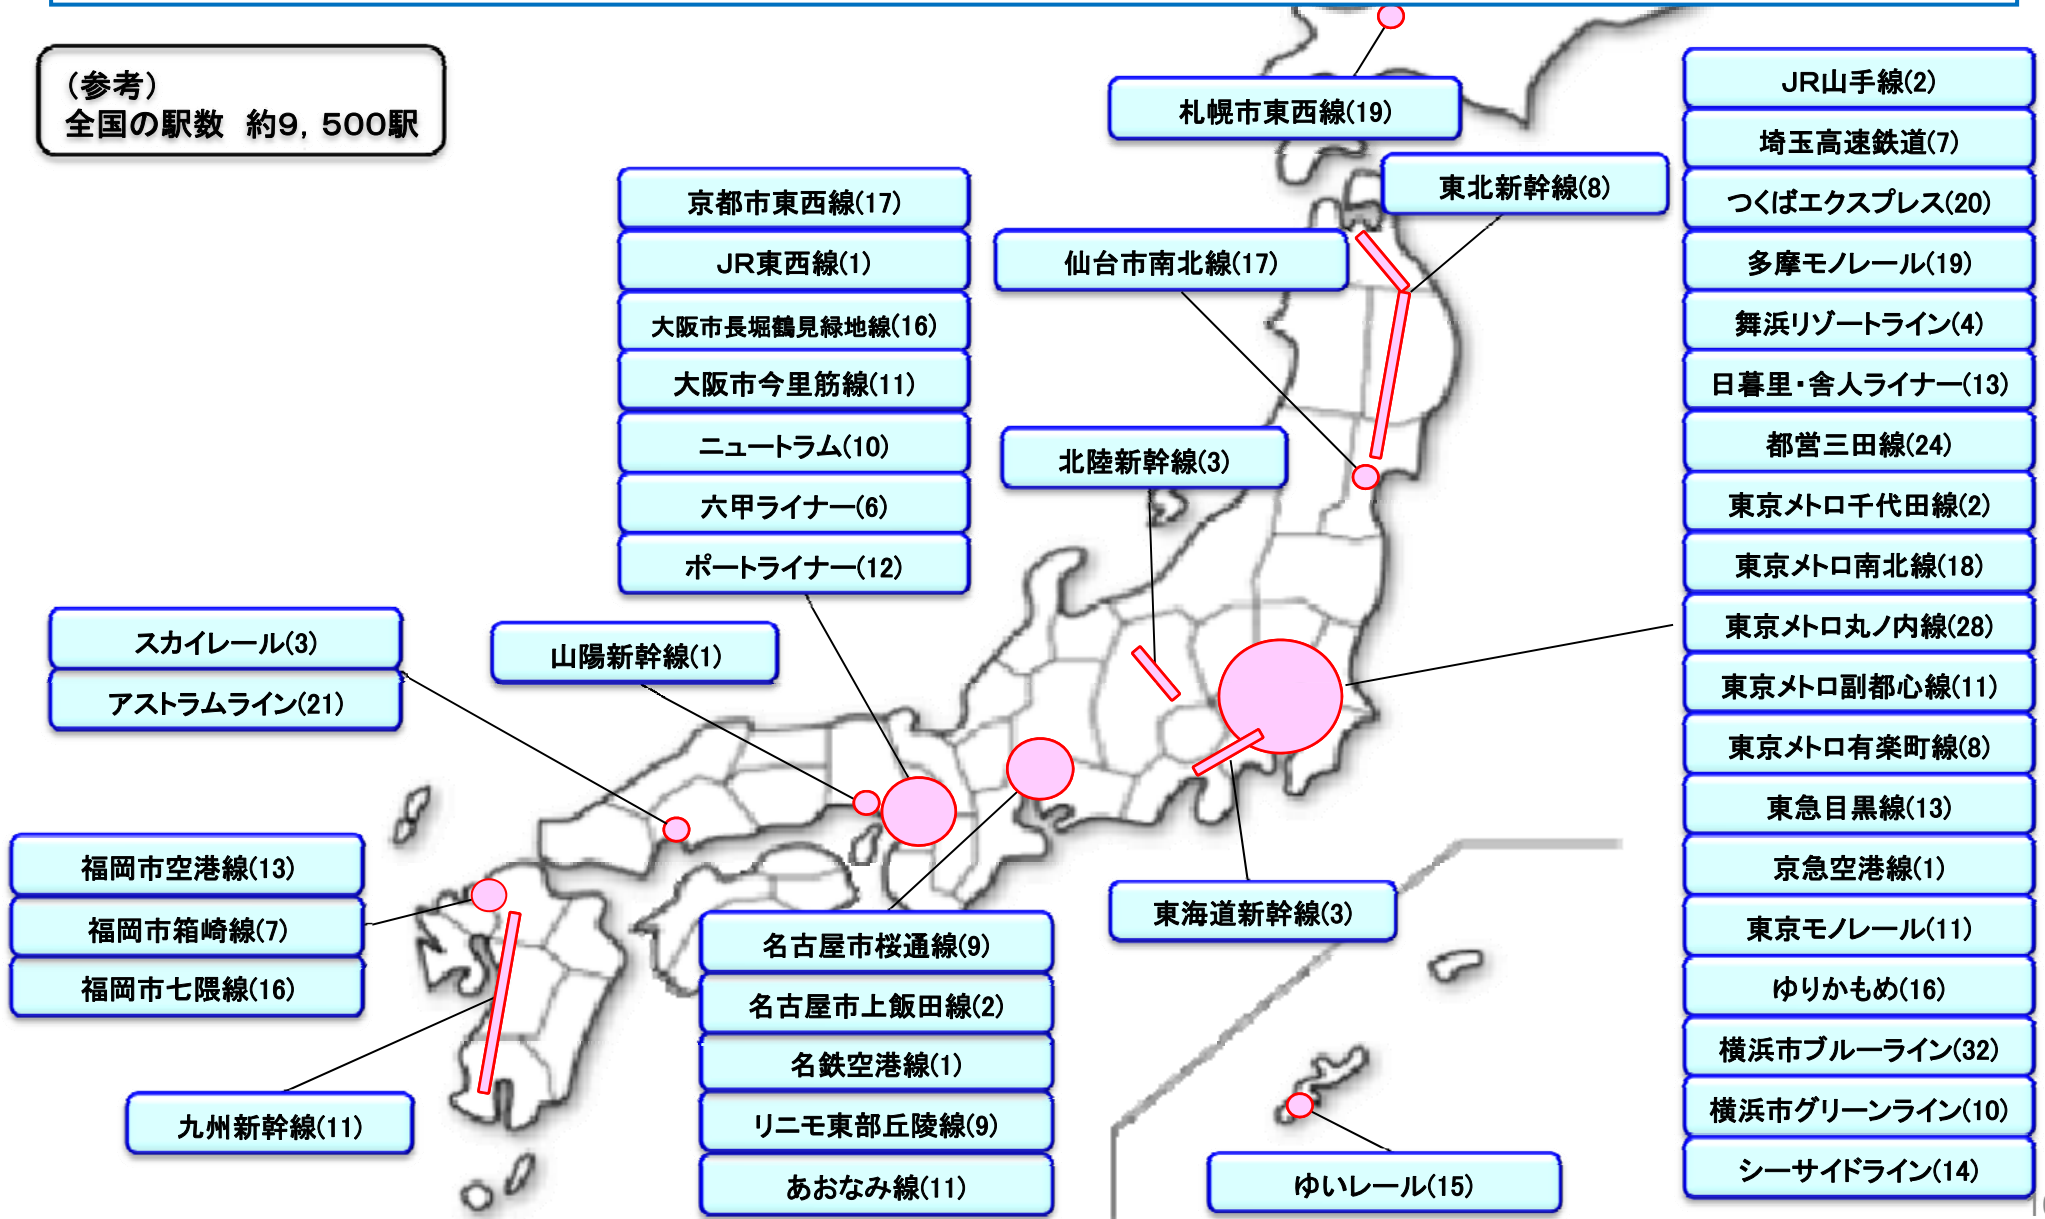 （参考）
全国の駅数　約９，５００駅
札幌市東西線(19)
東北新幹線(8)
仙台市南北線(17)
北陸新幹線(3)
京都市東西線(17)
ＪＲ東西線(1)
大阪市長堀鶴見緑地線(16)
大阪市今里筋線(11)
ニュートラム(10)
六甲ライナー(6)
ポートライナー(12)
スカイレール(3)
アストラムライン(21)
山陽新幹線(1)
福岡市空港線(13)
福岡市箱崎線(7)
福岡市七隈線(16)
九州新幹線(11)
名古屋市桜通線(9)
名古屋市上飯田線(2)
名鉄空港線(1)
リニモ東部丘陵線(9)
あおなみ線(11)
東海道新幹線(3)
ゆいレール(15)
ＪＲ山手線(2)
埼玉高速鉄道(7)
つくばエクスプレス(20)
多摩モノレール(19)
舞浜リゾートライン(4)
日暮里・舎人ライナー(13)
都営三田線(24)
東京メトロ千代田線(2)
東京メトロ南北線(18)
東京メトロ丸ノ内線(28)
東京メトロ副都心線(11)
東京メトロ有楽町線(8)
東急目黒線(13)
京急空港線(1)
東京モノレール(11)
ゆりかもめ(16)
横浜市ブルーライン(32)
横浜市グリーンライン(10)
シーサイドライン(14)